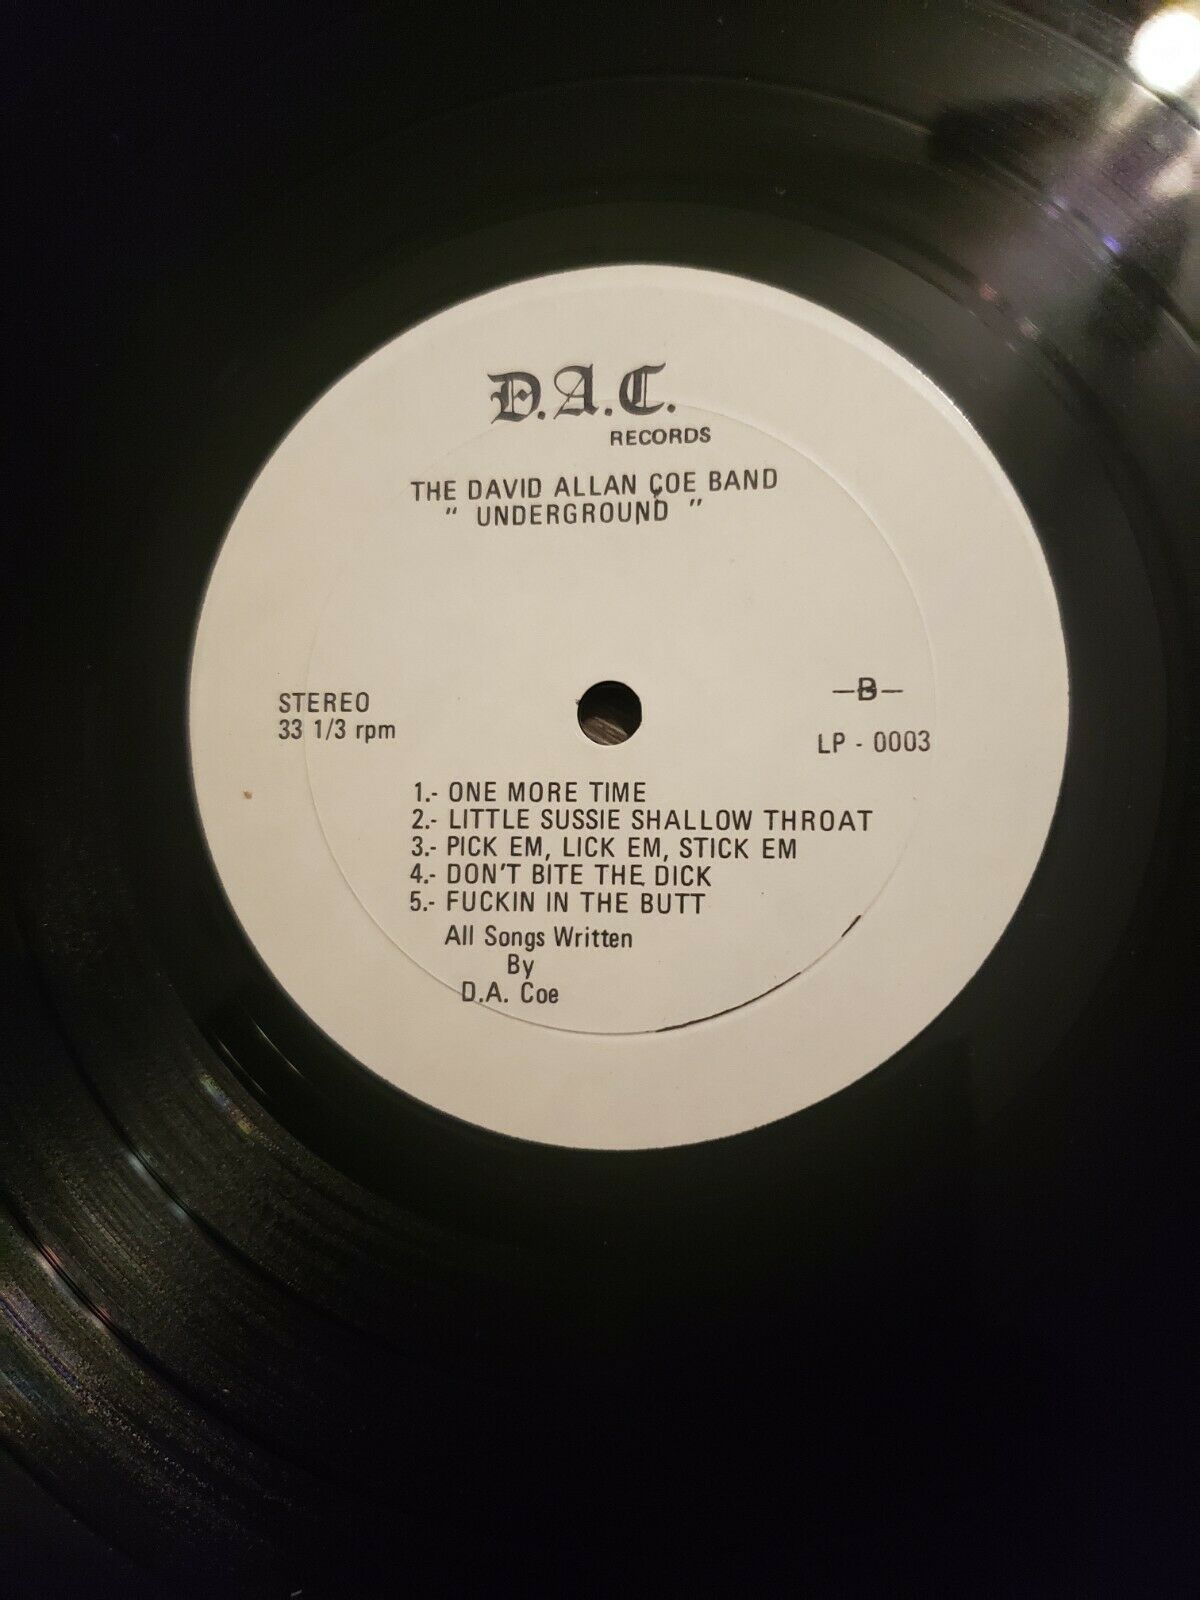 D.A.C.
RECORDS
THE DAVID ALLAN COE BAND
" UNDERGROUND "
STEREO
33 1/3 rpm
—B—
LP - 0003
1.- ONE MORE TIME
2.- LITTLE SUSSIE SHALLOW THROAT
3.- PICK EM, LICK EM, STICK EM
4.- DON'T BITE THE DICK
5.- FUCKIN IN THE BUTT
All Songs Written
By
D.A. Coe